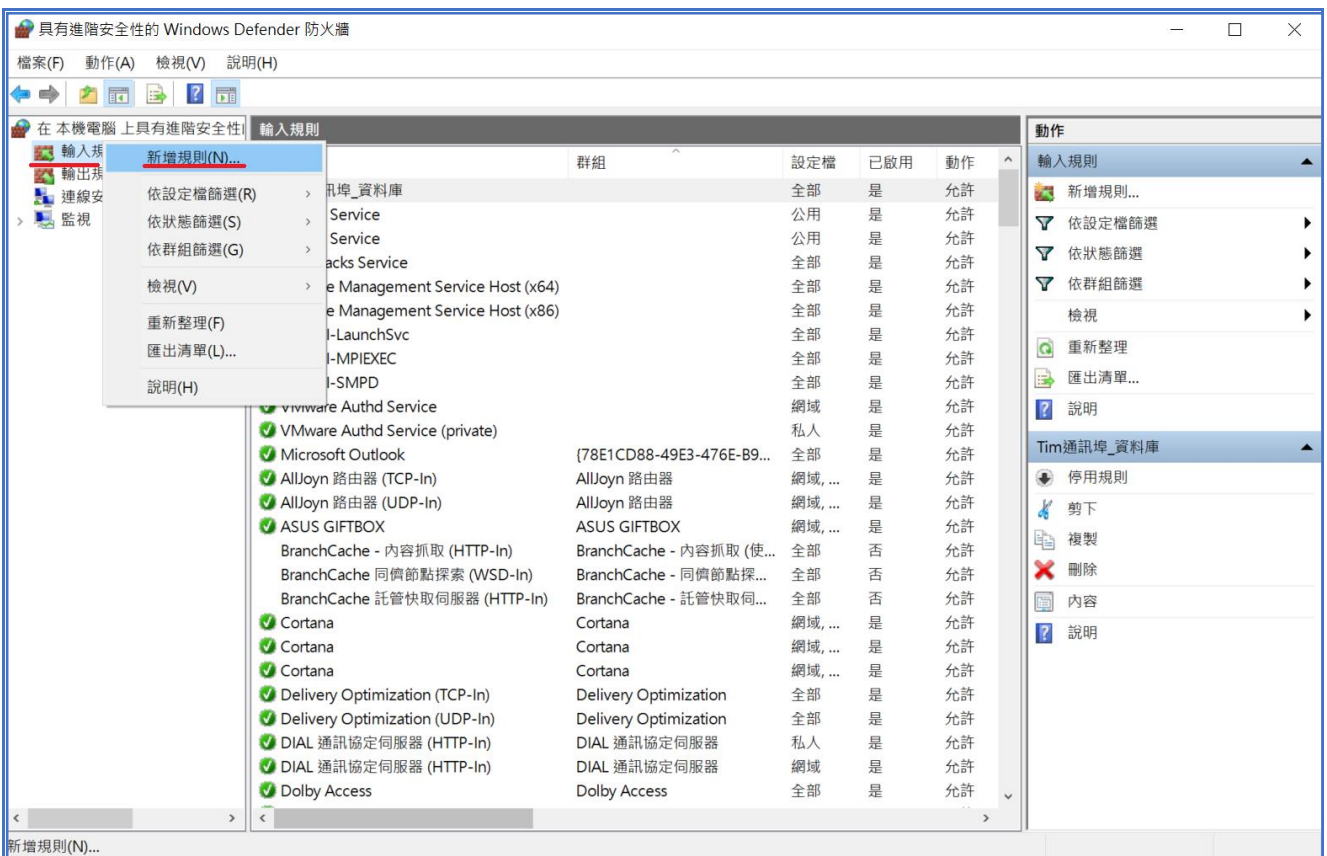 具有進階安全性的 Windows Defender 防火牆
檔案(F) 動作(A) 檢視(V) 說明(H)
在 本機電腦 上具有進階安全性
輸入規
輸出規
連線安
監視
新增規則(N)...
依設定檔篩選(R)
依狀態篩選(S)
依群組篩選(G)
檢視(V)
重新整理(F)
匯出清單(L)...
說明(H)
輸入規則
群組 設定檔 已啟用 動作
訊埠_資料庫 全部 是 允許
Service 公用 是 允許
Service 公用 是 允許
acks Service 全部 是 允許
e Management Service Host (x64) 全部 是 允許
e Management Service Host (x86) 全部 是 允許
I-LaunchSvc 全部 是 允許
I-MPIEXEC 全部 是 允許
I-SMPD 全部 是 允許
VMware Authd Service 網域 是 允許
VMware Authd Service (private) 私人 是 允許
Microsoft Outlook {78E1CD88-49E3-476E-B9... 全部 是 允許
AllJoyn 路由器 (TCP-In) AllJoyn 路由器 網域, ... 是 允許
AllJoyn 路由器 (UDP-In) AllJoyn 路由器 網域, ... 是 允許
ASUS GIFTBOX ASUS GIFTBOX 網域, ... 是 允許
BranchCache - 內容抓取 (HTTP-In) BranchCache - 內容抓取 (使... 全部 否 允許
BranchCache 同儕節點探索 (WSD-In) BranchCache - 同儕節點探... 全部 否 允許
BranchCache 託管快取伺服器 (HTTP-In) BranchCache - 託管快取伺... 全部 否 允許
Cortana Cortana 網域, ... 是 允許
Cortana Cortana 網域, ... 是 允許
Cortana Cortana 網域, ... 是 允許
Delivery Optimization (TCP-In) Delivery Optimization 全部 是 允許
Delivery Optimization (UDP-In) Delivery Optimization 全部 是 允許
DIAL 通訊協定伺服器 (HTTP-In) DIAL 通訊協定伺服器 私人 是 允許
DIAL 通訊協定伺服器 (HTTP-In) DIAL 通訊協定伺服器 網域 是 允許
Dolby Access Dolby Access 全部 是 允許
動作
輸入規則
新增規則...
依設定檔篩選
依狀態篩選
依群組篩選
檢視
重新整理
匯出清單...
說明
Tim通訊埠_資料庫
停用規則
剪下
複製
刪除
內容
說明
新增規則(N)...